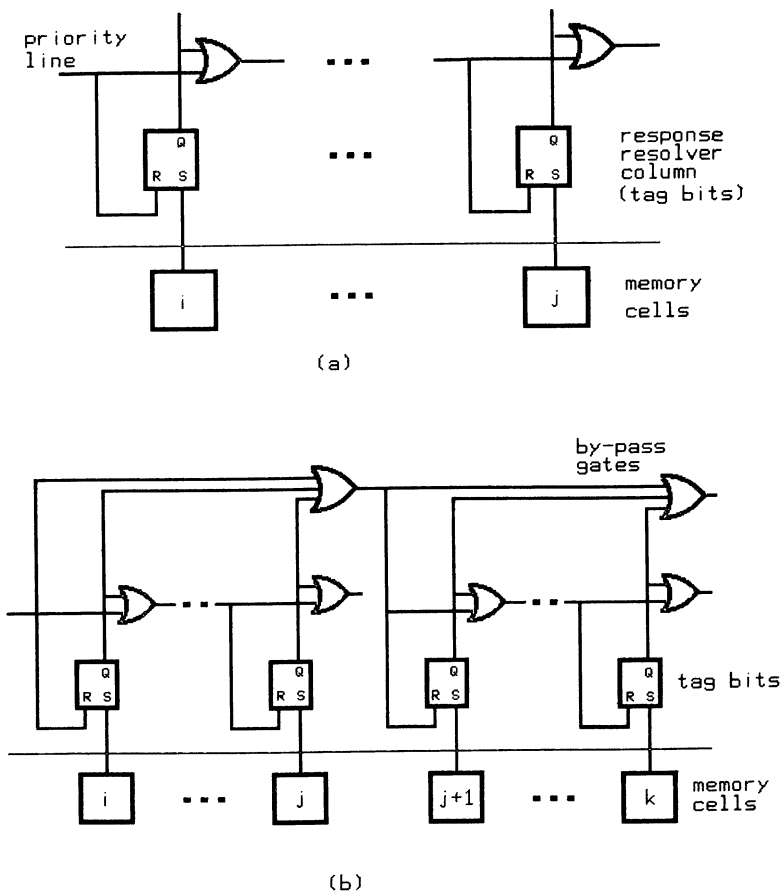 priority
line
Q
R S
Q
R S
response
resolver
column
(tag bits)
i
j
memory
cells
(a)
by-pass
gates
Q
R S
Q
R S
Q
R S
Q
R S
tag bits
i
j
j+1
k
memory
cells
(b)